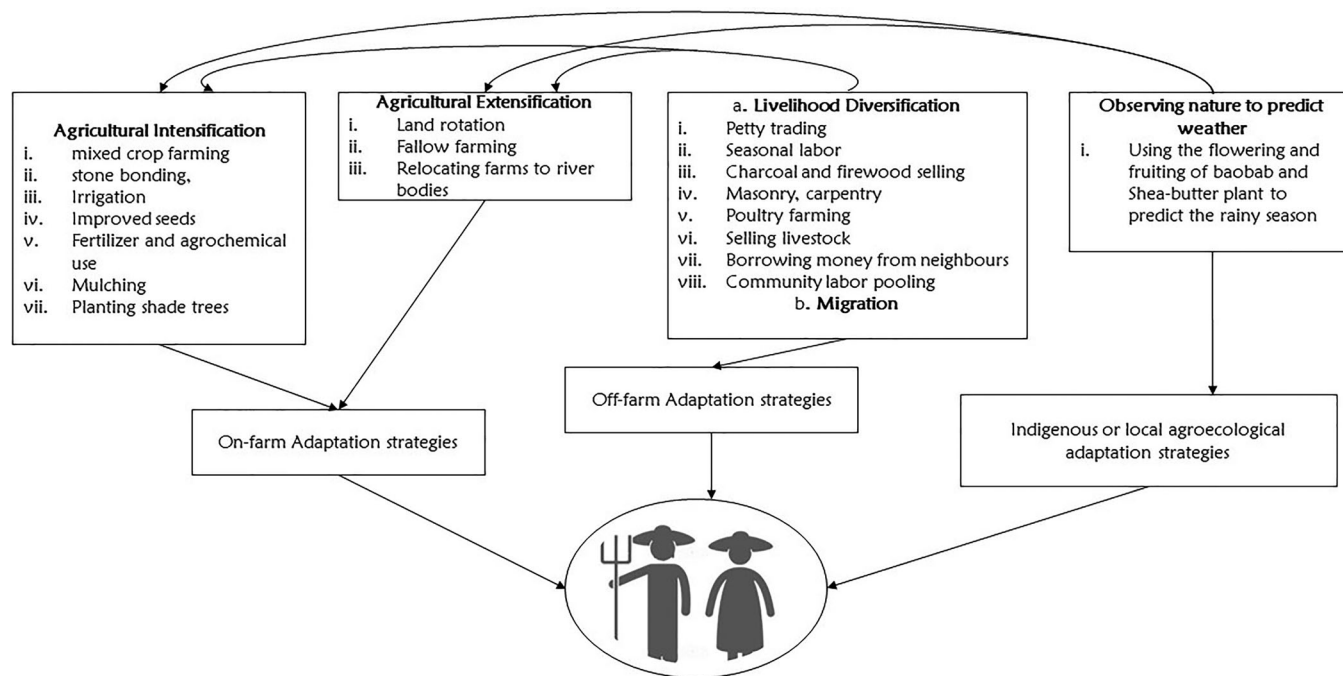 Agricultural Intensification
i. mixed crop farming
ii. stone bonding,
iii. Irrigation
iv. Improved seeds
v. Fertilizer and agrochemical
use
vi. Mulching
vii. Planting shade trees
Agricultural Extensification
i. Land rotation
ii. Fallow farming
iii. Relocating farms to river
bodies
a. Livelihood Diversification
i. Petty trading
ii. Seasonal labor
iii. Charcoal and firewood selling
iv. Masonry, carpentry
v. Poultry farming
vi. Selling livestock
vii. Borrowing money from neighbours
viii. Community labor pooling
b. Migration
Observing nature to predict
weather
i. Using the flowering and
fruiting of baobab and
Shea-butter plant to
predict the rainy season
On-farm Adaptation strategies
Off-farm Adaptation strategies
Indigenous or local agroecological
adaptation strategies